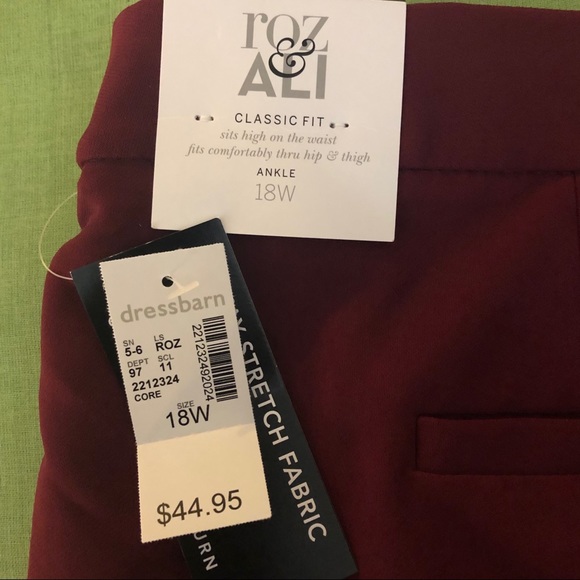 roz
&
ALI
CLASSIC FIT
sits high on the waist
fits comfortably thru hip & thigh
ANKLE
18W
dressbarn
SN LS
5-6 ROZ
DEPT SCL
97 11
2212324
CORE
SIZE
18W
221232492024
$44.95
STRETCH FABRIC